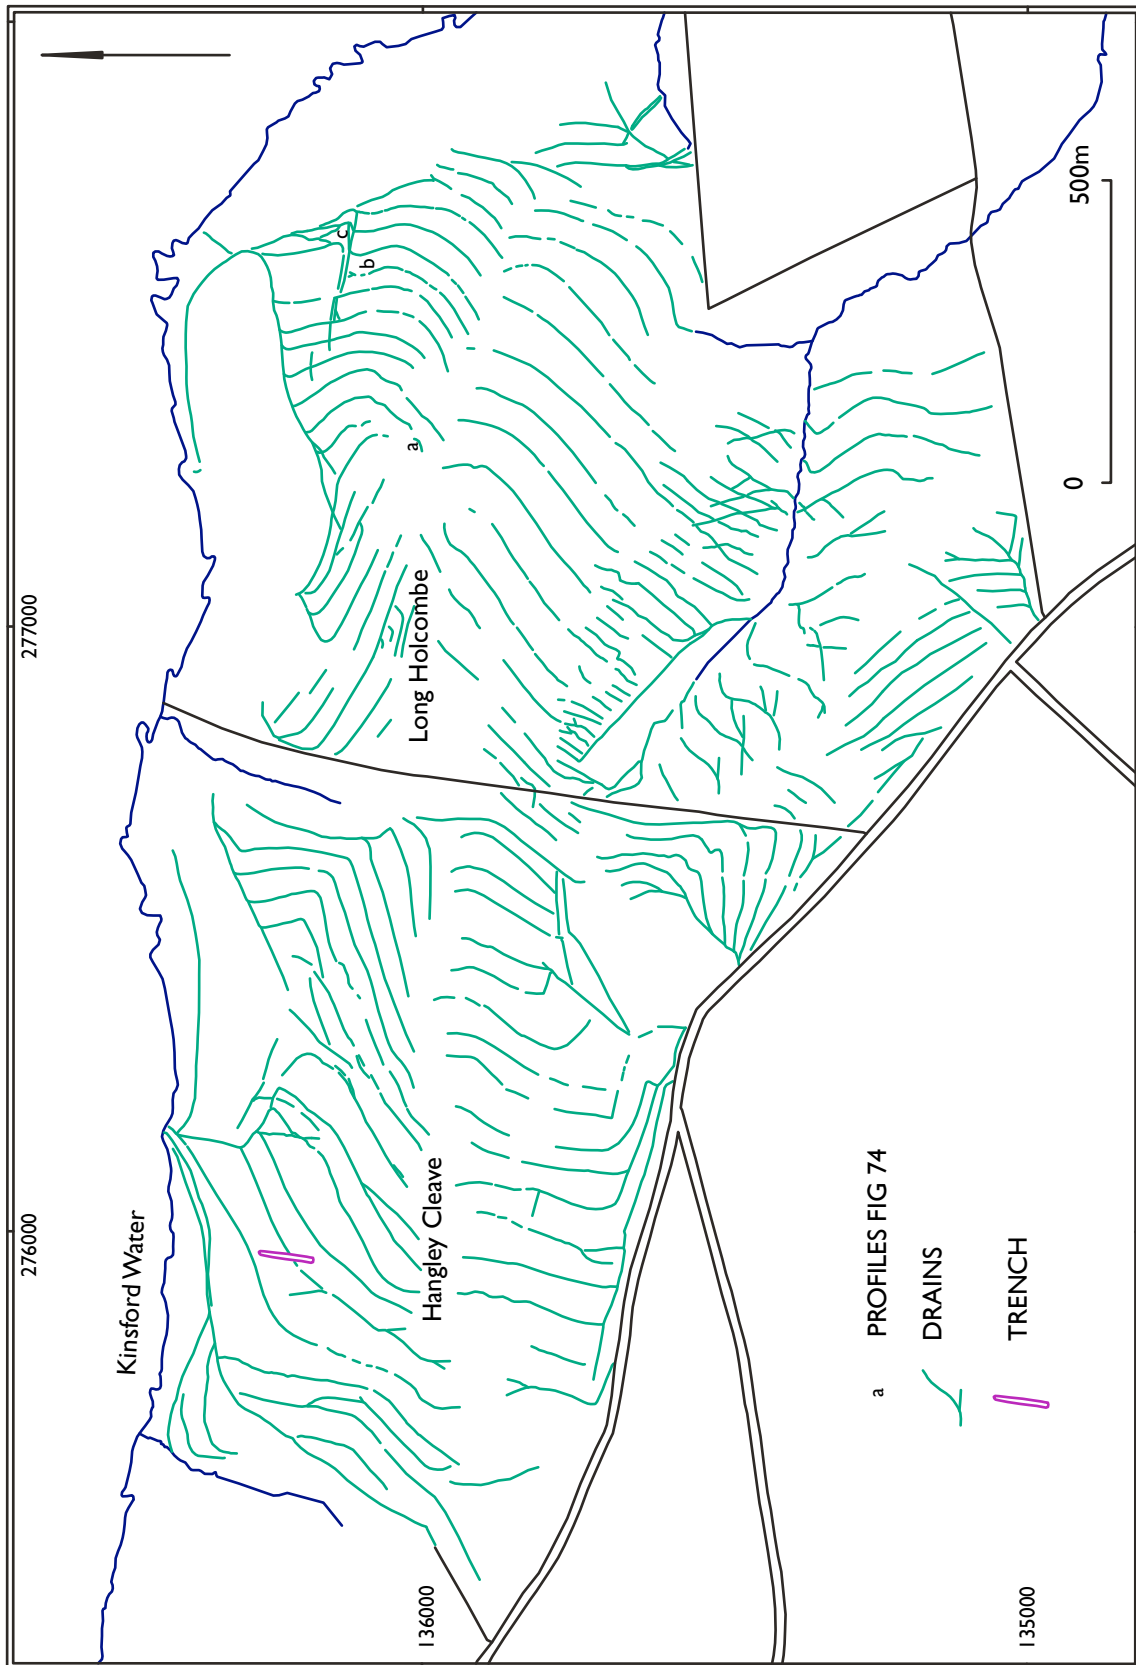 276000
277000
Kinsford Water
c
b
a
136000
Hangley Cleave
Long Holcombe
a PROFILES FIG 74
DRAINS
TRENCH
135000
0 500m